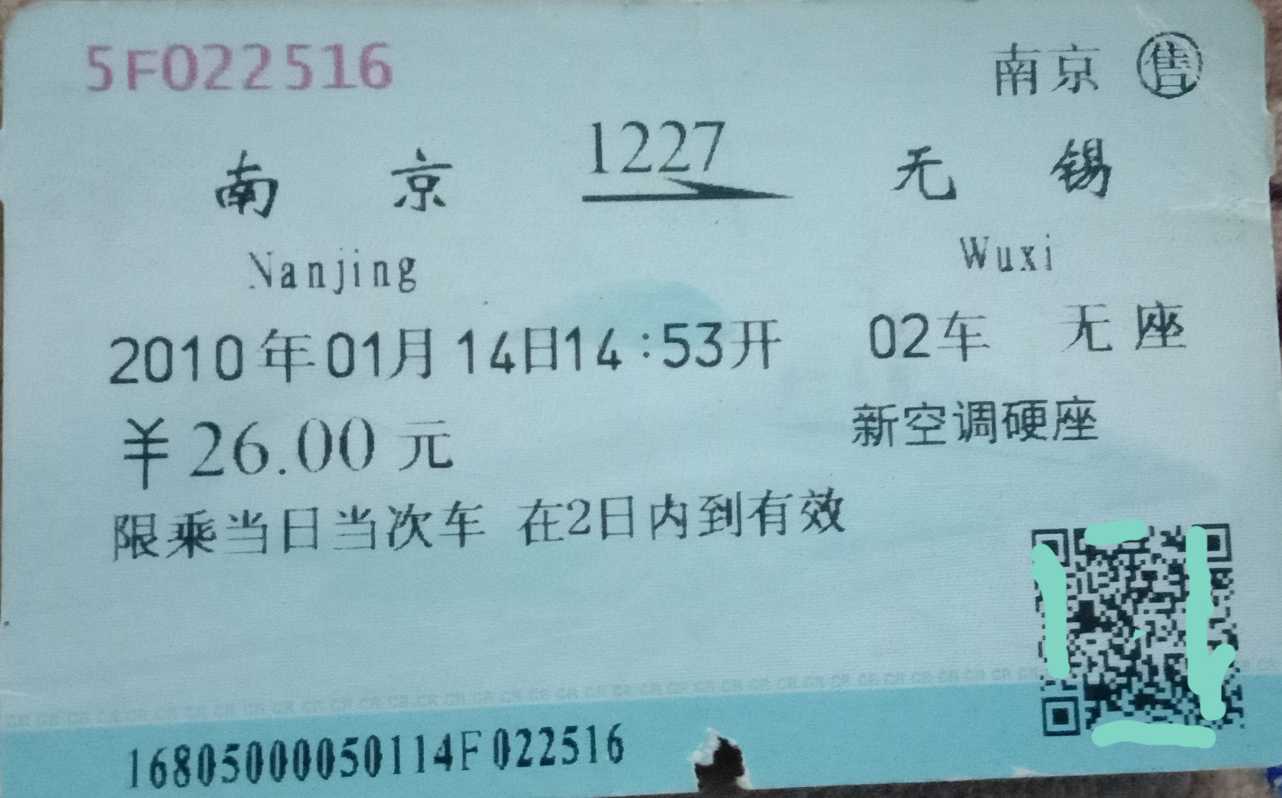 5F022516 南京 售
南京 1227 无锡
Nanjing Wuxi
2010年01月14日14:53开 02车 无座
¥26.00元 新空调硬座
限乘当日当次车 在2日内到有效
16805000050114F022516